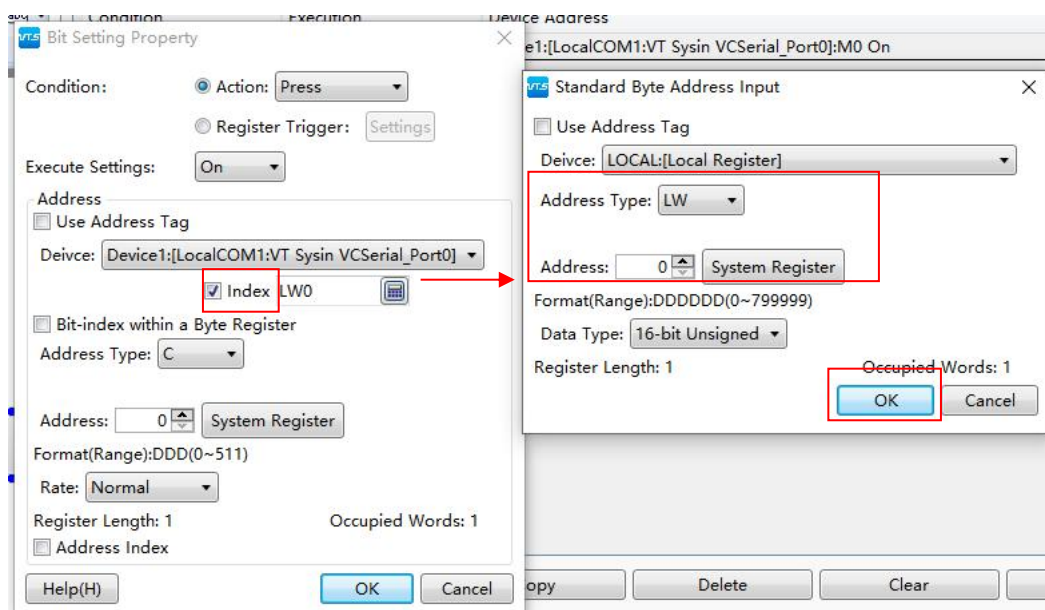 Condition Execution Device Address
VT.S Bit Setting Property
e1:[LocalCOM1:VT Sysin VCSerial_Port0]:M0 On
Condition: Action: Press
Register Trigger: Settings
Execute Settings: On
Address
Use Address Tag
Deivce: Device1:[LocalCOM1:VT Sysin VCSerial_Port0]
Index LW0
Bit-index within a Byte Register
Address Type: C
Address: 0 System Register
Format(Range):DDD(0~511)
Rate: Normal
Register Length: 1 Occupied Words: 1
Address Index
Help(H) OK Cancel
VT.S Standard Byte Address Input
Use Address Tag
Deivce: LOCAL:[Local Register]
Address Type: LW
Address: 0 System Register
Format(Range):DDDDDD(0~799999)
Data Type: 16-bit Unsigned
Register Length: 1 Occupied Words: 1
OK Cancel
opy Delete Clear